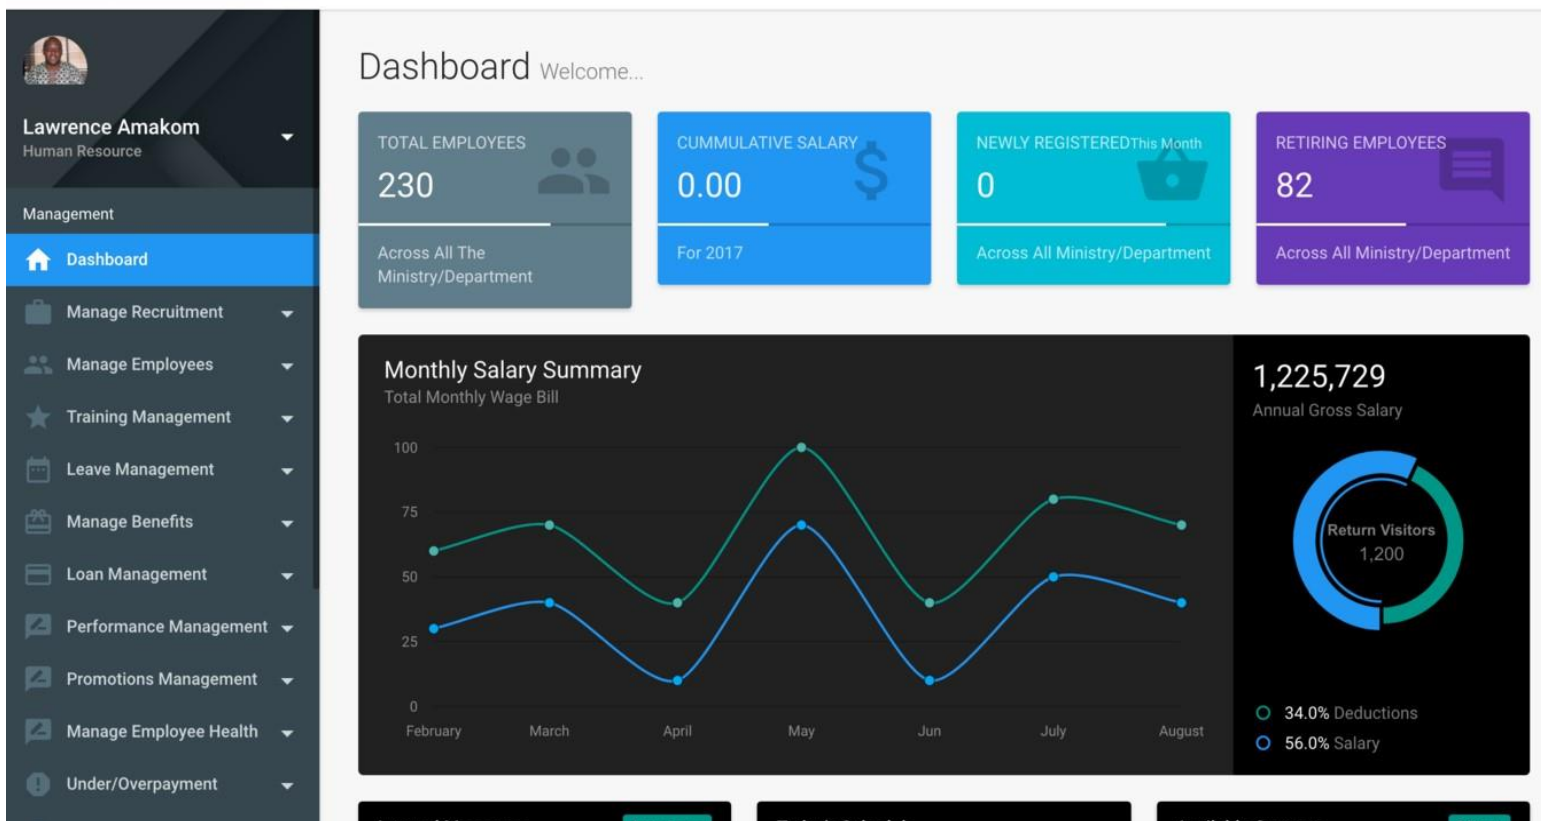 Lawrence Amakom
Human Resource
Management
Dashboard
Manage Recruitment
Manage Employees
Training Management
Leave Management
Manage Benefits
Loan Management
Performance Management
Promotions Management
Manage Employee Health
Under/Overpayment
Dashboard Welcome...
TOTAL EMPLOYEES
230
Across All The
Ministry/Department
CUMMULATIVE SALARY
0.00
For 2017
NEWLY REGISTEREDThis Month
0
Across All Ministry/Department
RETIRING EMPLOYEES
82
Across All Ministry/Department
Monthly Salary Summary
Total Monthly Wage Bill
100
75
50
25
0
February March April May Jun July August
1,225,729
Annual Gross Salary
Return Visitors
1,200
34.0% Deductions
56.0% Salary